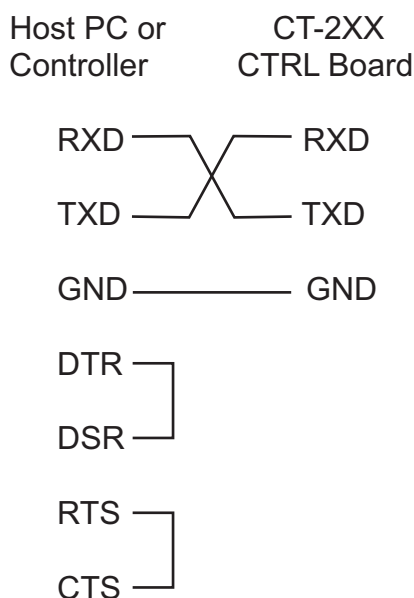 Host PC or
Controller
CT-2XX
CTRL Board
RXD RXD
TXD TXD
GND GND
DTR
DSR
RTS
CTS